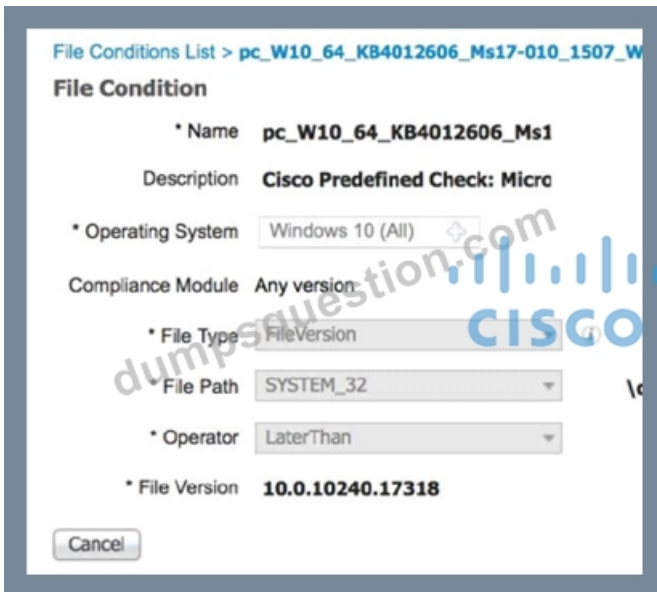 File Conditions List > pc_W10_64_KB4012606_Ms17-010_1507_W
File Condition
* Name pc_W10_64_KB4012606_Ms1
Description Cisco Predefined Check: Micro
* Operating System Windows 10 (All)
Compliance Module Any version
* File Type FileVersion
* File Path SYSTEM_32
* Operator LaterThan
* File Version 10.0.10240.17318
Cancel
dumpsquestion.com
CISCO